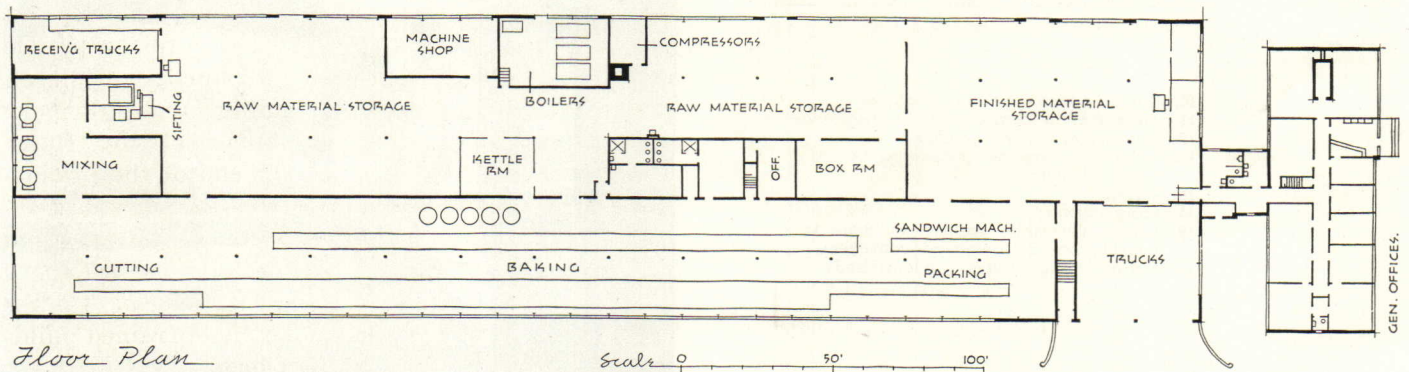 RECEIV'G TRUCKS
MACHINE
SHOP
COMPRESSORS
BOILERS
SIFTING
RAW MATERIAL STORAGE
RAW MATERIAL STORAGE
FINISHED MATERIAL
STORAGE
MIXING
KETTLE
RM
OFF.
BOX RM
SANDWICH MACH.
CUTTING
BAKING
PACKING
TRUCKS
GEN. OFFICES.
Floor Plan
Scale 0 50' 100'